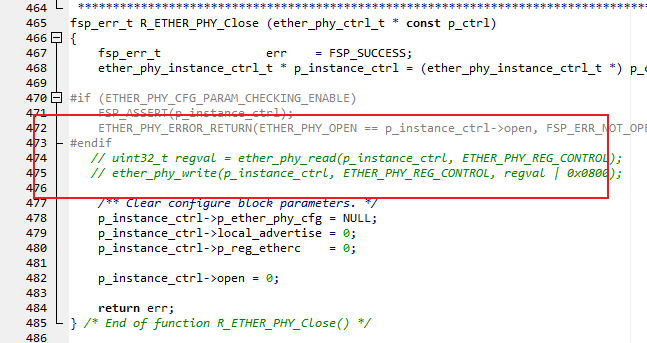 464 *****************************************************************************
465 fsp_err_t R_ETHER_PHY_Close (ether_phy_ctrl_t * const p_ctrl)
466 {
467 fsp_err_t err = FSP_SUCCESS;
468 ether_phy_instance_ctrl_t * p_instance_ctrl = (ether_phy_instance_ctrl_t *) p_c
469
470 #if (ETHER_PHY_CFG_PARAM_CHECKING_ENABLE)
471 FSP_ASSERT(p_instance_ctrl);
472 ETHER_PHY_ERROR_RETURN(ETHER_PHY_OPEN == p_instance_ctrl->open, FSP_ERR_NOT_OPE
473 #endif
474 // uint32_t regval = ether_phy_read(p_instance_ctrl, ETHER_PHY_REG_CONTROL);
475 // ether_phy_write(p_instance_ctrl, ETHER_PHY_REG_CONTROL, regval | 0x0800);
476
477 /** Clear configure block parameters. */
478 p_instance_ctrl->p_ether_phy_cfg = NULL;
479 p_instance_ctrl->local_advertise = 0;
480 p_instance_ctrl->p_reg_etherc = 0;
481
482 p_instance_ctrl->open = 0;
483
484 return err;
485 } /* End of function R_ETHER_PHY_Close() */
486